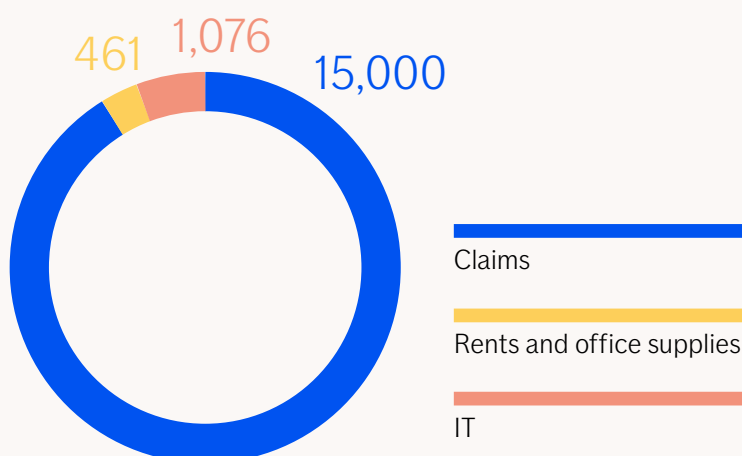 461
1,076
15,000
Claims
Rents and office supplies
IT